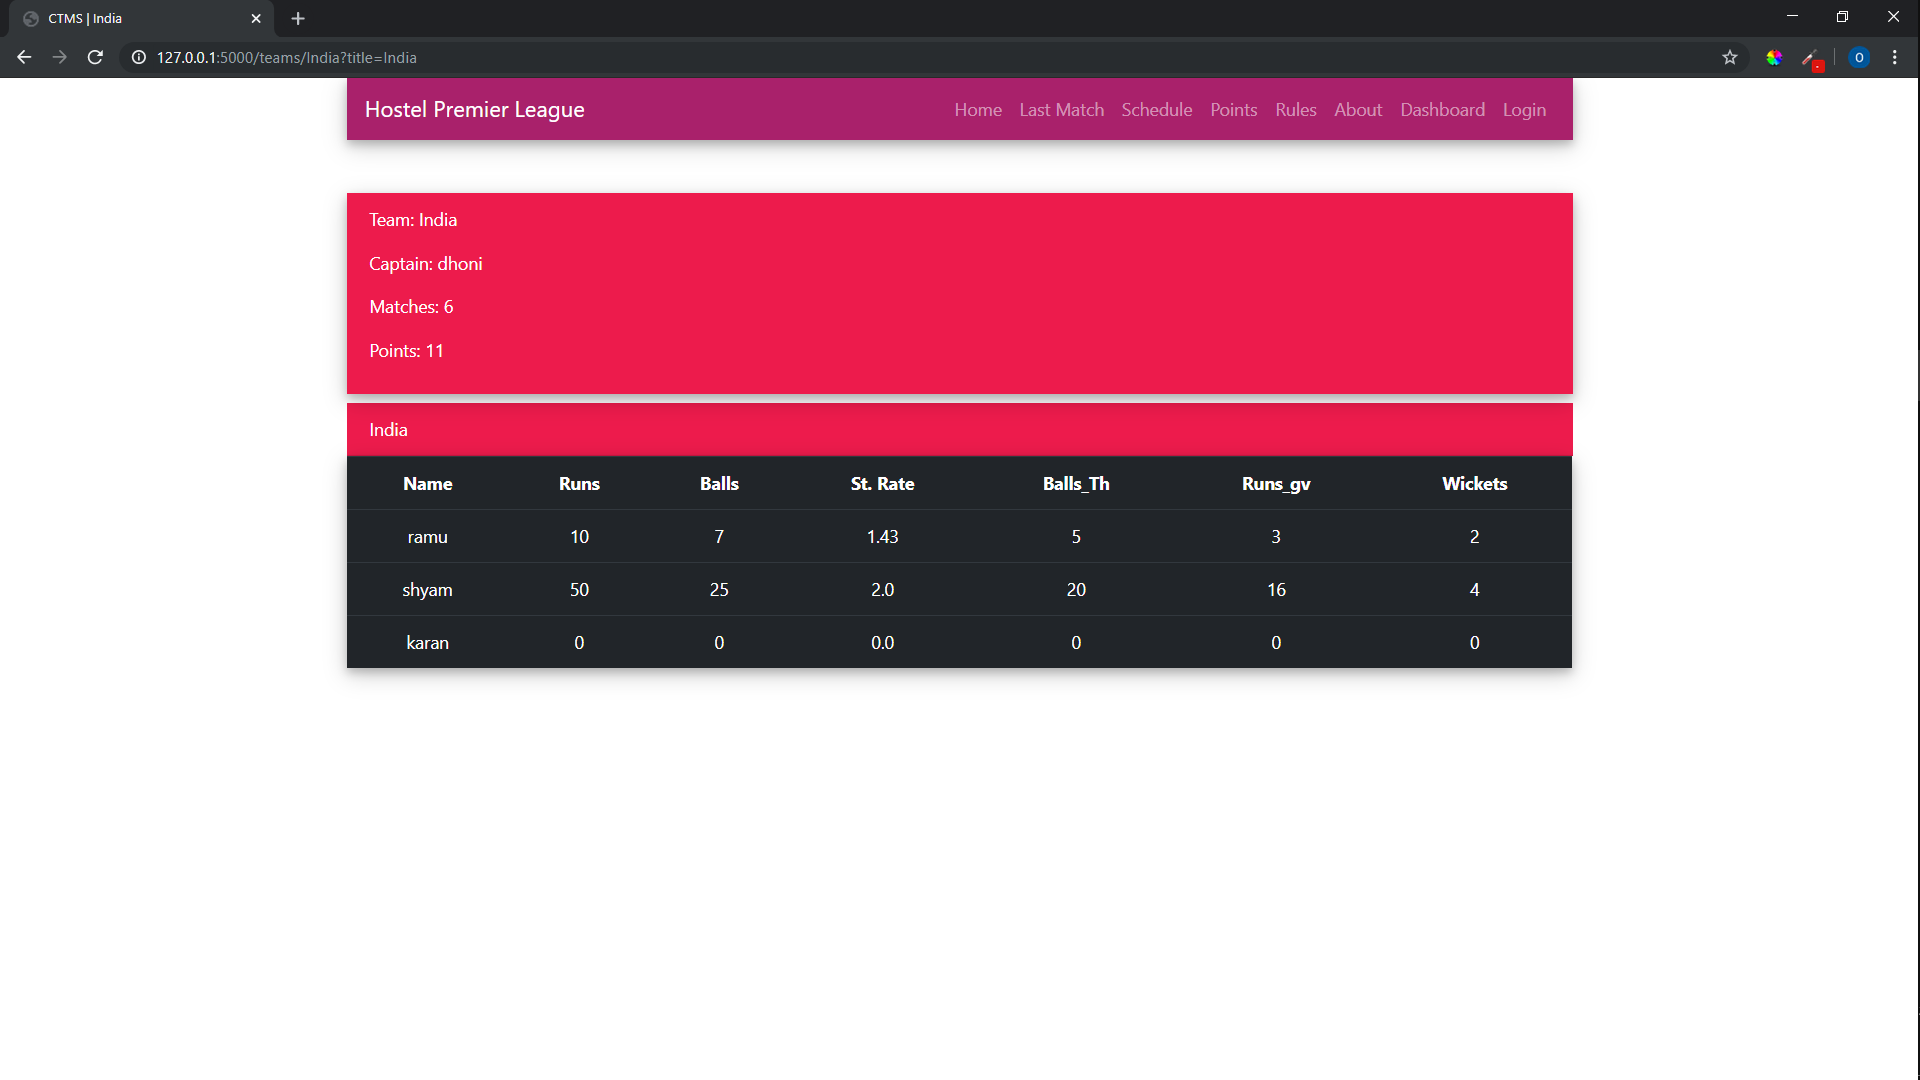 CTMS | India
127.0.0.1:5000/teams/India?title=India
O
Hostel Premier League Home Last Match Schedule Points Rules About Dashboard Login
Team: India
Captain: dhoni
Matches: 6
Points: 11
India
Name Runs Balls St. Rate Balls_Th Runs_gv Wickets
ramu 10 7 1.43 5 3 2
shyam 50 25 2.0 20 16 4
karan 0 0 0.0 0 0 0